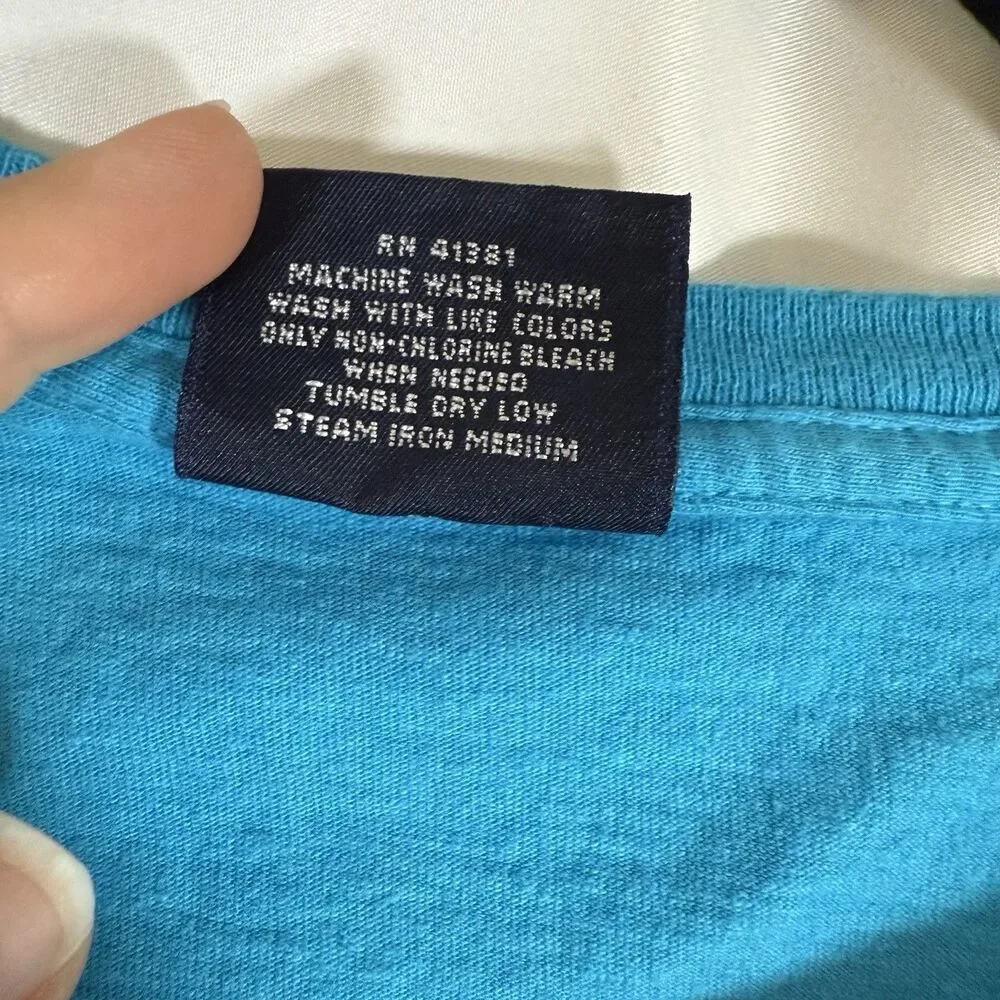 RN 41381
MACHINE WASH WARM
WASH WITH LIKE COLORS
ONLY NON-CHLORINE BLEACH
WHEN NEEDED
TUMBLE DRY LOW
STEAM IRON MEDIUM